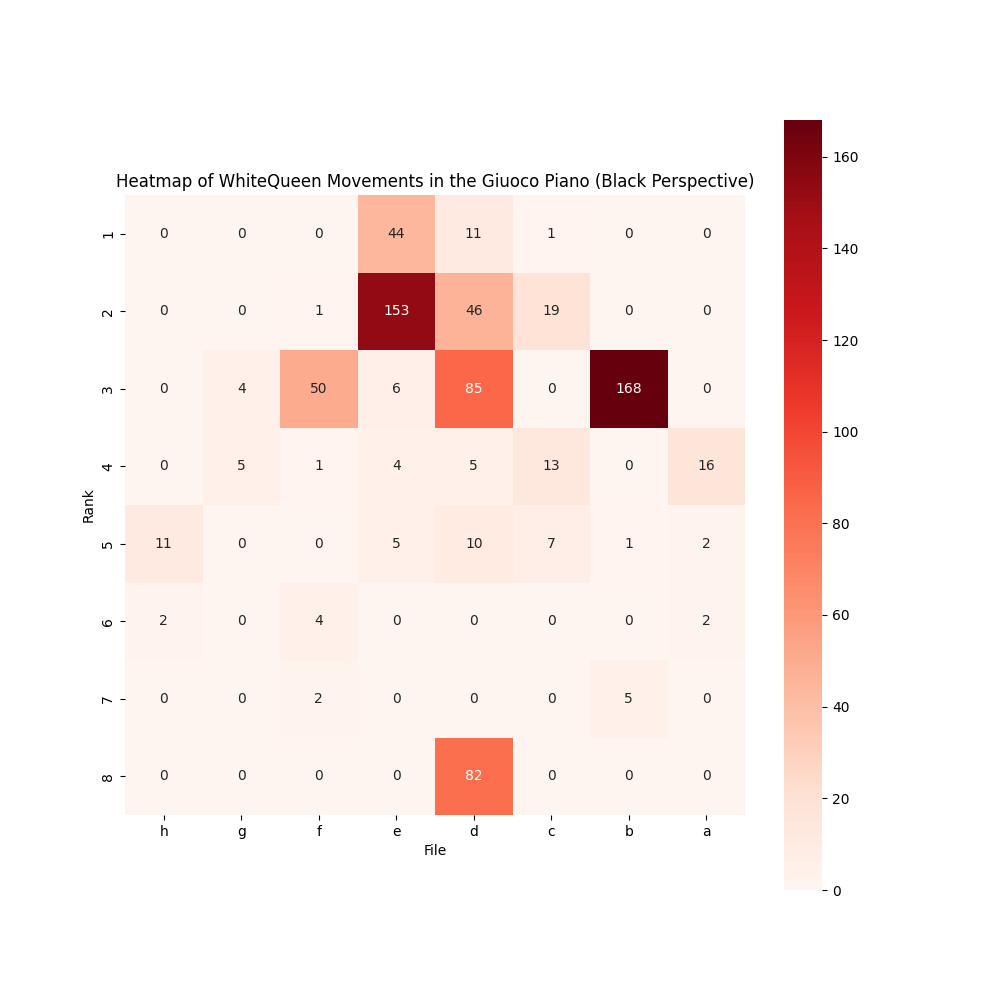 Heatmap of WhiteQueen Movements in the Giuoco Piano (Black Perspective)
1 0 0 0 44 11 1 0 0
2 0 0 1 153 46 19 0 0
3 0 4 50 6 85 0 168 0
4 0 5 1 4 5 13 0 16
5 11 0 0 5 10 7 1 2
6 2 0 4 0 0 0 0 2
7 0 0 2 0 0 0 5 0
8 0 0 0 0 82 0 0 0
h g f e d c b a
Rank
File
160
140
120
100
80
60
40
20
0